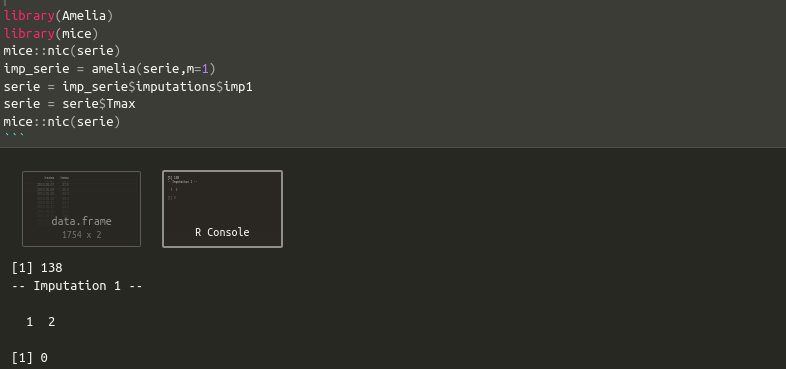 library(Amelia)
library(mice)
mice::nic(serie)
imp_serie = amelia(serie,m=1)
serie = imp_serie$imputations$imp1
serie = serie$Tmax
mice::nic(serie)
```
data.frame
1754 x 2
R Console
[1] 138
-- Imputation 1 --
1 2
[1] 0